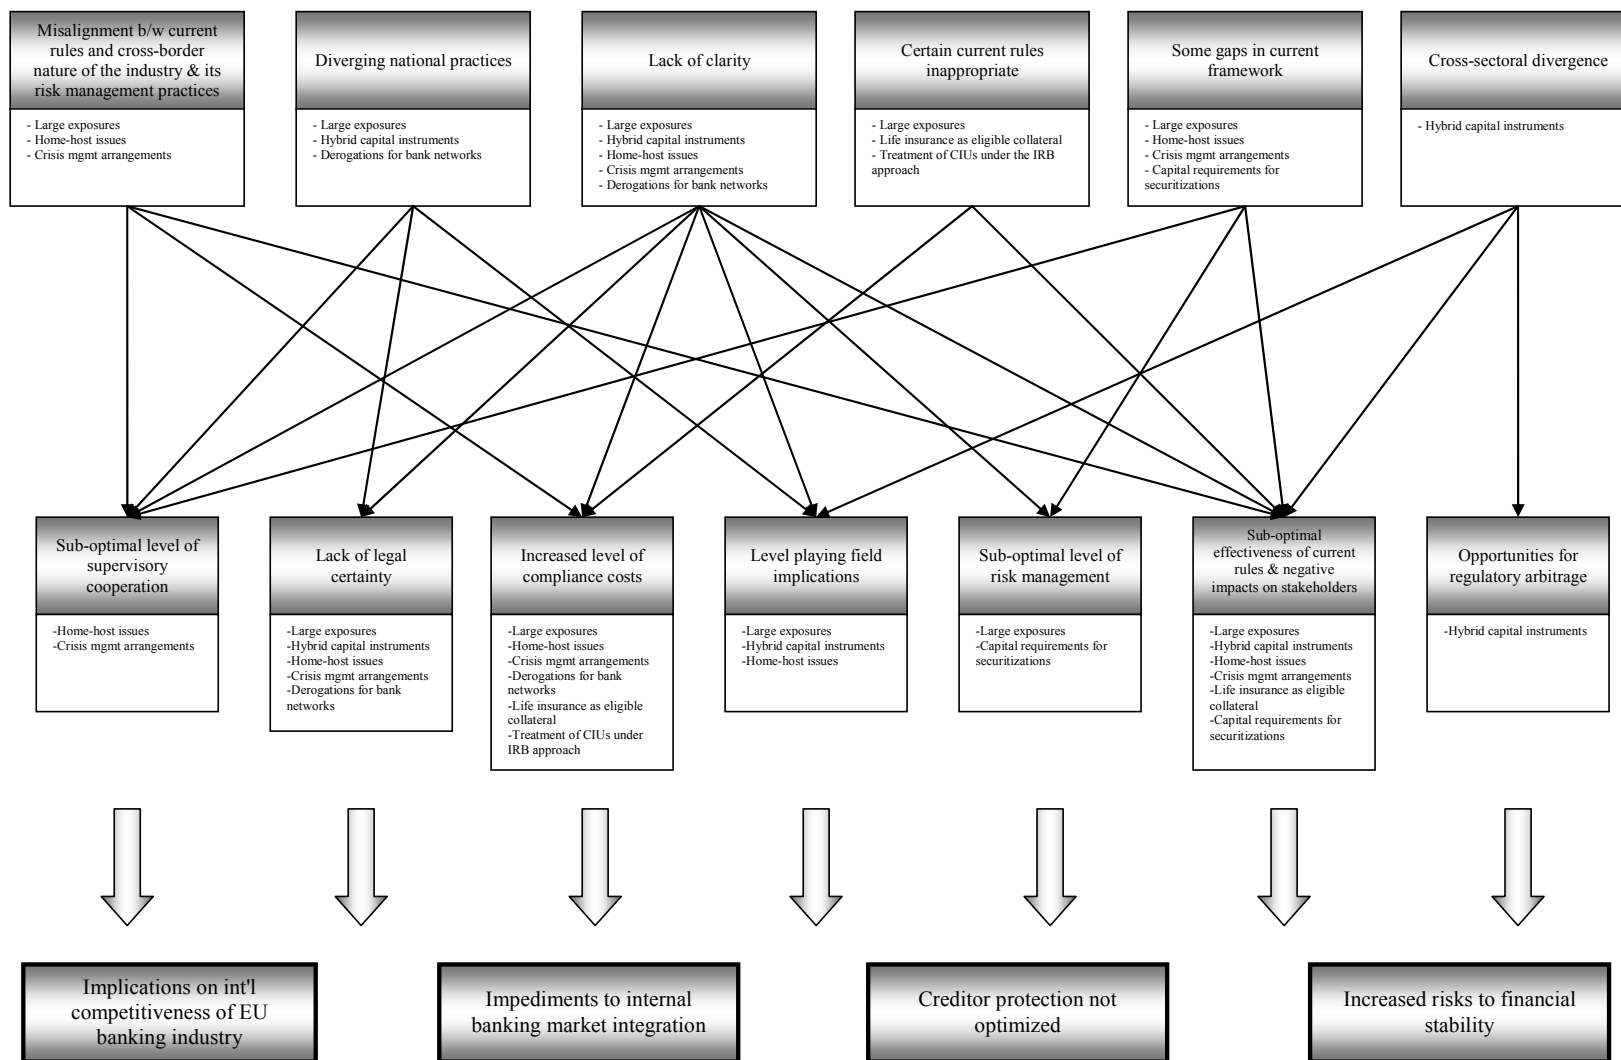 Misalignment b/w current
rules and cross-border
nature of the industry & its
risk management practices
- Large exposures
- Home-host issues
- Crisis mgmt arrangements
Diverging national practices
- Large exposures
- Hybrid capital instruments
- Derogations for bank networks
Lack of clarity
- Large exposures
- Hybrid capital instruments
- Home-host issues
- Crisis mgmt arrangements
- Derogations for bank networks
Certain current rules
inappropriate
- Large exposures
- Life insurance as eligible collateral
- Treatment of CIUs under the IRB
approach
Some gaps in current
framework
- Large exposures
- Home-host issues
- Crisis mgmt arrangements
- Capital requirements for
securitizations
Cross-sectoral divergence
- Hybrid capital instruments
Sub-optimal level of
supervisory
cooperation
-Home-host issues
-Crisis mgmt arrangements
Lack of legal
certainty
-Large exposures
-Hybrid capital instruments
-Home-host issues
-Crisis mgmt arrangements
-Derogations for bank
networks
Increased level of
compliance costs
-Large exposures
-Home-host issues
-Crisis mgmt arrangements
-Derogations for bank
networks
-Life insurance as eligible
collateral
-Treatment of CIUs under
IRB approach
Level playing field
implications
-Large exposures
-Hybrid capital instruments
-Home-host issues
Sub-optimal level of
risk management
-Large exposures
-Capital requirements for
securitizations
Sub-optimal
effectiveness of current
rules & negative
impacts on stakeholders
-Large exposures
-Hybrid capital instruments
-Home-host issues
-Crisis mgmt arrangements
-Life insurance as eligible
collateral
-Capital requirements for
securitizations
Opportunities for
regulatory arbitrage
-Hybrid capital instruments
Implications on int'l
competitiveness of EU
banking industry
Impediments to internal
banking market integration
Creditor protection not
optimized
Increased risks to financial
stability